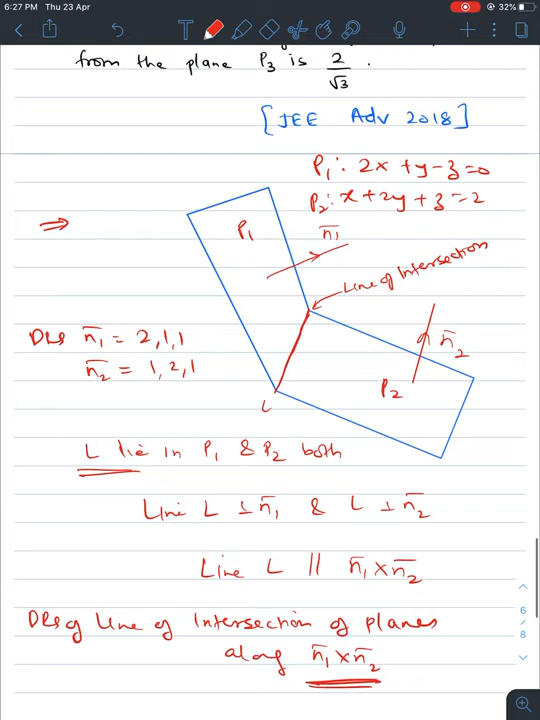 6:27 PM Thu 23 Apr
32%
from the plane P₃ is 2/√3 .
[JEE Adv 2018]
P₁: 2x + y - z = 0
P₂: x + 2y + z = 2
⇒
P₁
n̄₁
Line of Intersection
DRs n̄₁ = 2, 1, 1
n̄₂ = 1, 2, 1
n̄₂
P₂
L
L lie in P₁ & P₂ both
Line L ⊥ n̄₁ & L ⊥ n̄₂
Line L || n̄₁ × n̄₂
DRs of Line of Intersection of planes
along n̄₁ × n̄₂
6
/
8